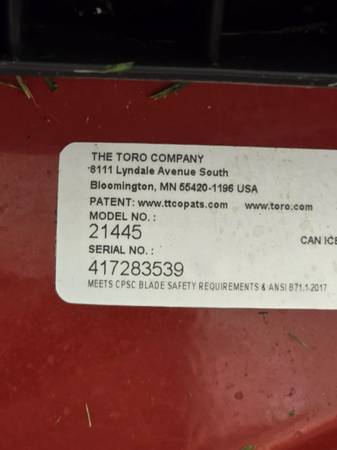 THE TORO COMPANY
8111 Lyndale Avenue South
Bloomington, MN 55420-1196 USA
PATENT: www.ttcopats.com www.toro.com
MODEL NO.:
21445
CAN ICE
SERIAL NO.:
417283539
MEETS CPSC BLADE SAFETY REQUIREMENTS & ANSI B71.1-2017